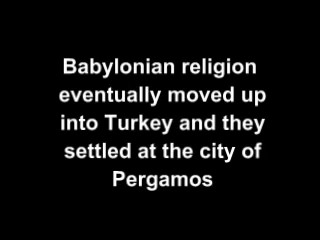 Babylonian religion
eventually moved up
into Turkey and they
settled at the city of
Pergamos